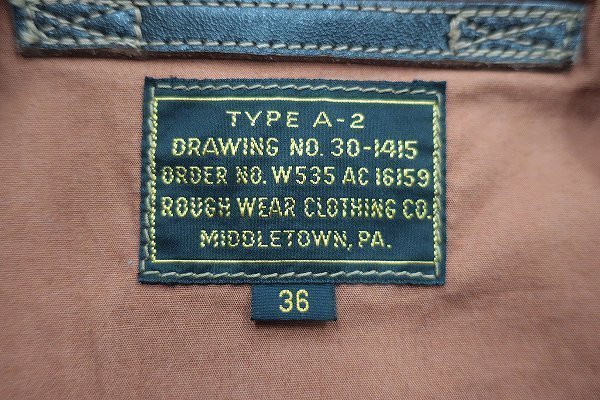 TYPE A-2
DRAWING NO. 30-1415
ORDER NO. W535 AC 16159
ROUGH WEAR CLOTHING CO.
MIDDLETOWN, PA.
36